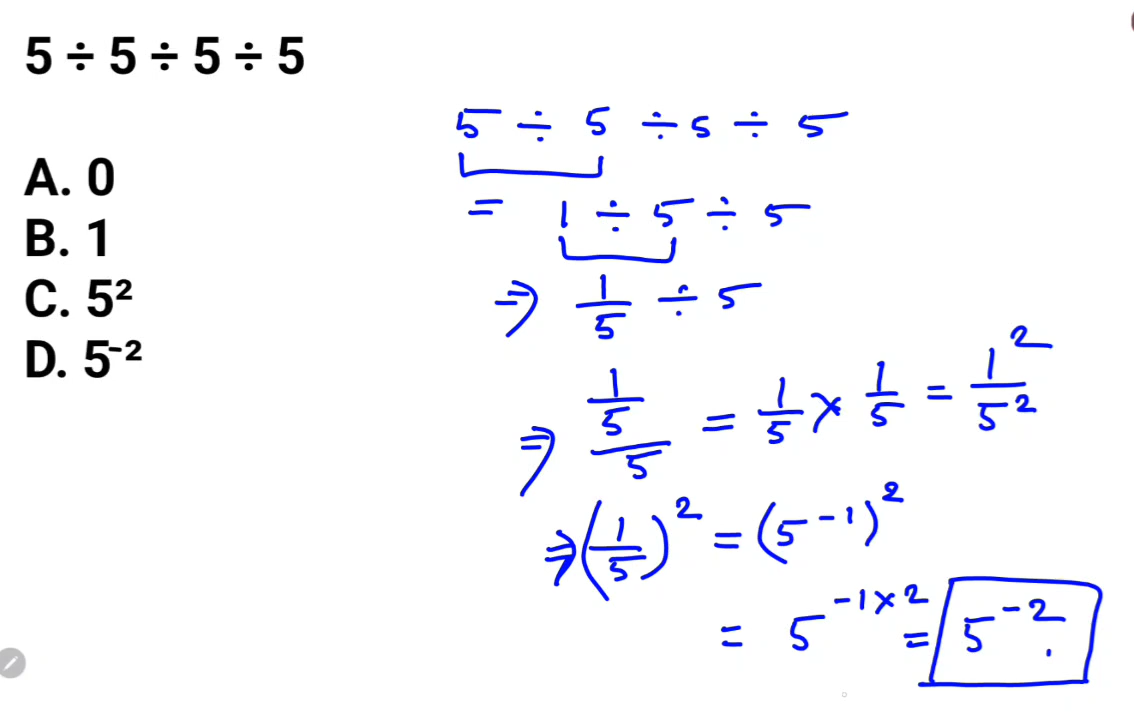 5 ÷ 5 ÷ 5 ÷ 5
A. 0
B. 1
C. 5²
D. 5⁻²
5 ÷ 5 ÷ 5 ÷ 5
= 1 ÷ 5 ÷ 5
⇒ 1/5 ÷ 5
⇒ (1/5)/5 = 1/5 × 1/5 = 1²/5²
⇒ (1/5)² = (5⁻¹)²
= 5⁻¹ˣ² = 5⁻².